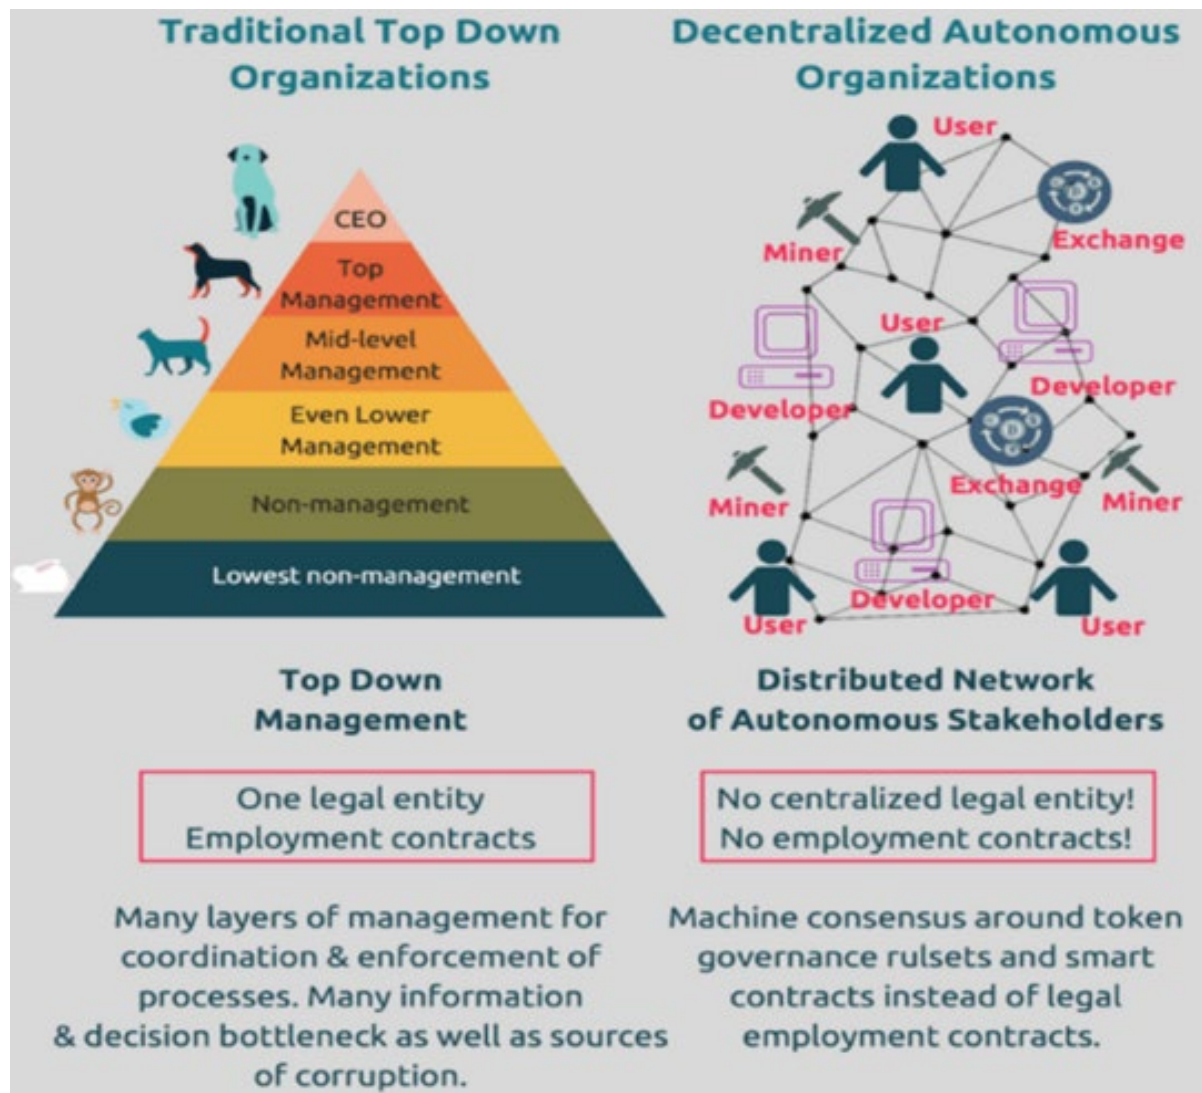 Traditional Top Down
Organizations
CEO
Top
Management
Mid-level
Management
Even Lower
Management
Non-management
Lowest non-management
Top Down
Management
One legal entity
Employment contracts
Many layers of management for
coordination & enforcement of
processes. Many information
& decision bottleneck as well as sources
of corruption.
Decentralized Autonomous
Organizations
User
Miner
Exchange
User
Developer
Developer
Exchange
Miner
Miner
Developer
User
User
Distributed Network
of Autonomous Stakeholders
No centralized legal entity!
No employment contracts!
Machine consensus around token
governance rulsets and smart
contracts instead of legal
employment contracts.